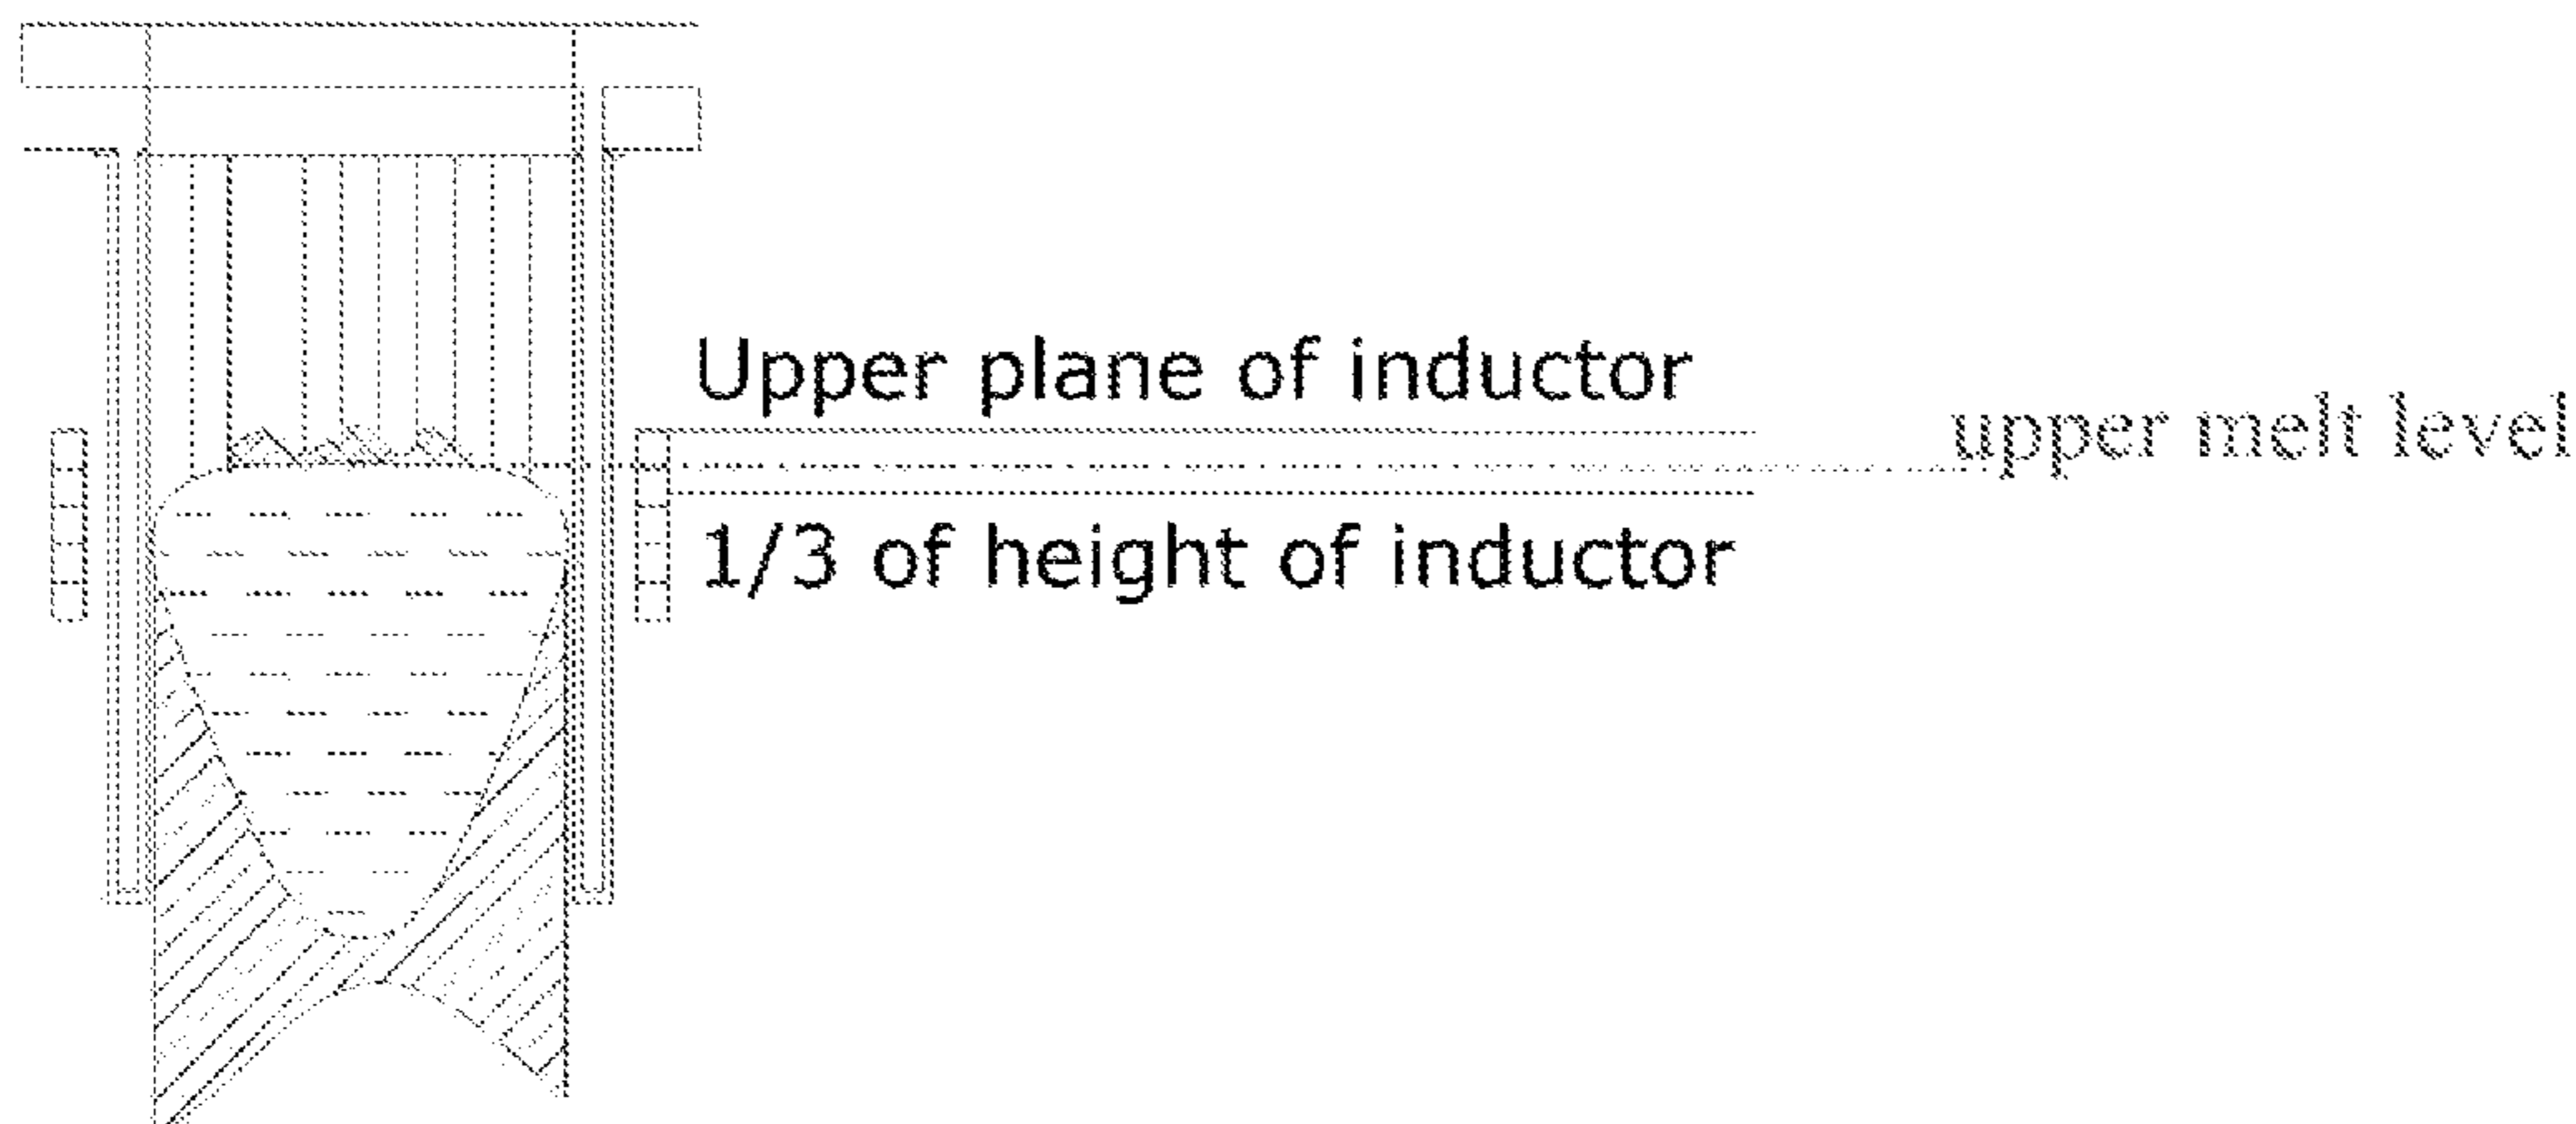 Upper plane of inductor
upper melt level
1/3 of height of inductor